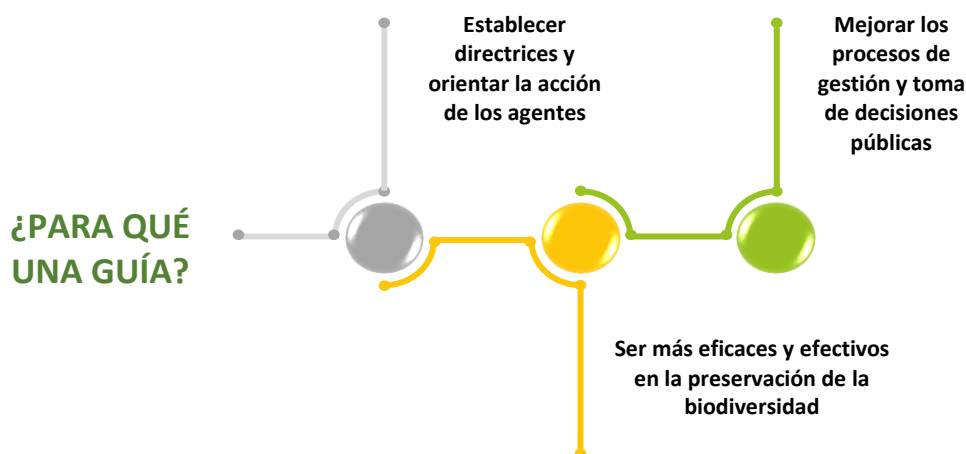 ¿PARA QUÉ
UNA GUÍA?
Establecer
directrices y
orientar la acción
de los agentes
Ser más eficaces y efectivos
en la preservación de la
biodiversidad
Mejorar los
procesos de
gestión y toma
de decisiones
públicas